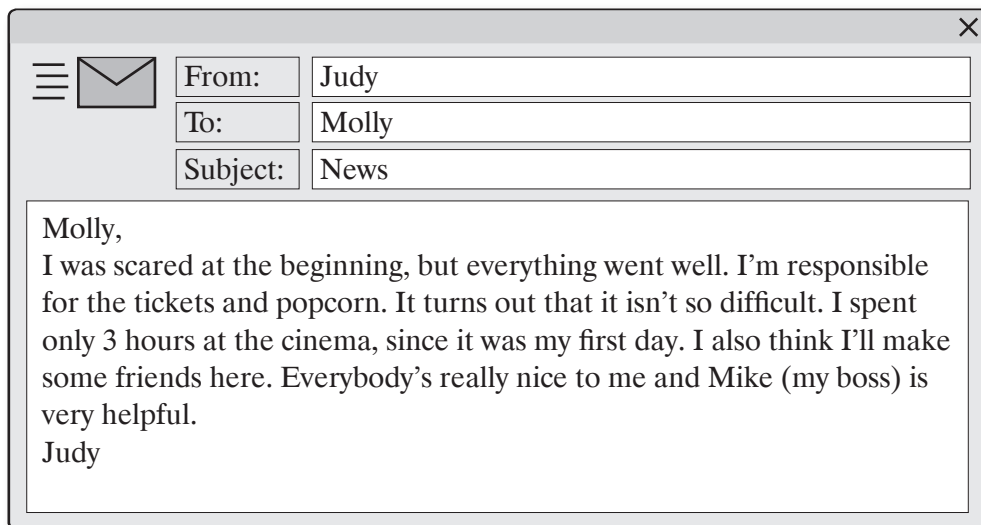 From: Judy
To: Molly
Subject: News
Molly,
I was scared at the beginning, but everything went well. I’m responsible
for the tickets and popcorn. It turns out that it isn’t so difficult. I spent
only 3 hours at the cinema, since it was my first day. I also think I’ll make
some friends here. Everybody’s really nice to me and Mike (my boss) is
very helpful.
Judy